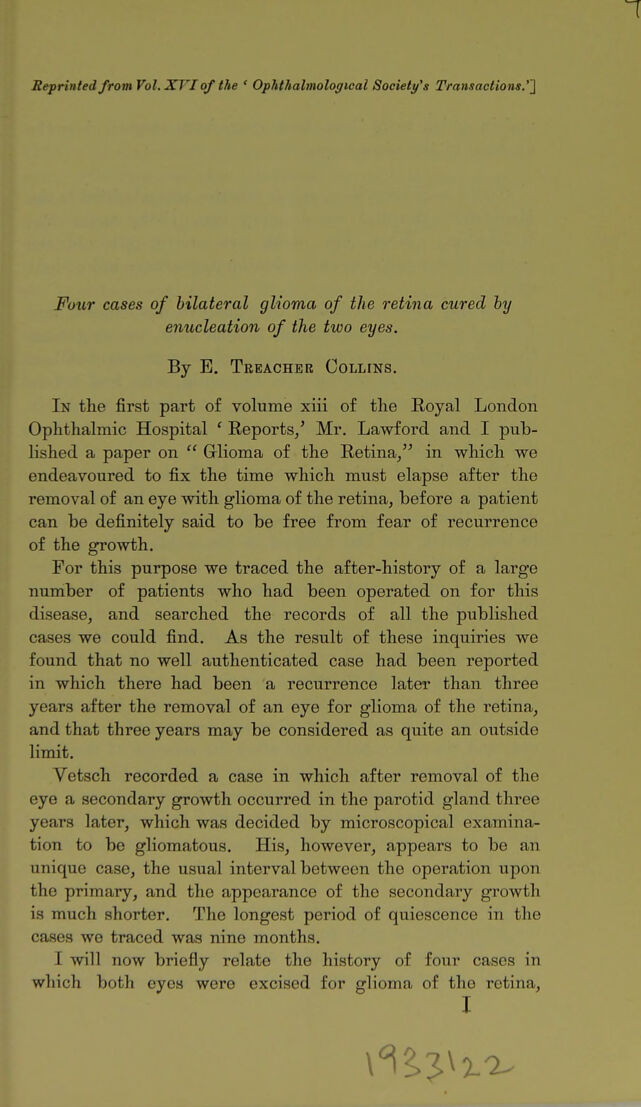 Reprinted from Vol. XVI of the ‘ Ophthalmological Society's Transactions.’]
Four cases of bilateral glioma of the retina cured by
enucleation of the two eyes.
By E. Treacher Collins.
In the first part of volume xiii of the Royal London
Ophthalmic Hospital ‘ Reports,’ Mr. Lawford and I pub-
lished a paper on “ Glioma of the Retina,” in which we
endeavoured to fix the time which must elapse after the
removal of an eye with glioma of the retina, before a patient
can be definitely said to be free from fear of recurrence
of the growth.
For this purpose we traced the after-history of a large
number of patients who had been operated on for this
disease, and searched the records of all the published
cases we could find. As the result of these inquiries we
found that no well authenticated case had been reported
in which there had been a recurrence later than three
years after the removal of an eye for glioma of the retina,
and that three years may be considered as quite an outside
limit.
Vetsch recorded a case in which after removal of the
eye a secondary growth occurred in the parotid gland three
years later, which was decided by microscopical examina-
tion to be gliomatous. His, however, appears to be an
unique case, the usual interval between the operation upon
the primary, and the appearance of the secondary growth
is much shorter. The longest period of quiescence in the
cases we traced was nine months.
I will now briefly relate the history of four cases in
which both eyes were excised for glioma of the retina,
I